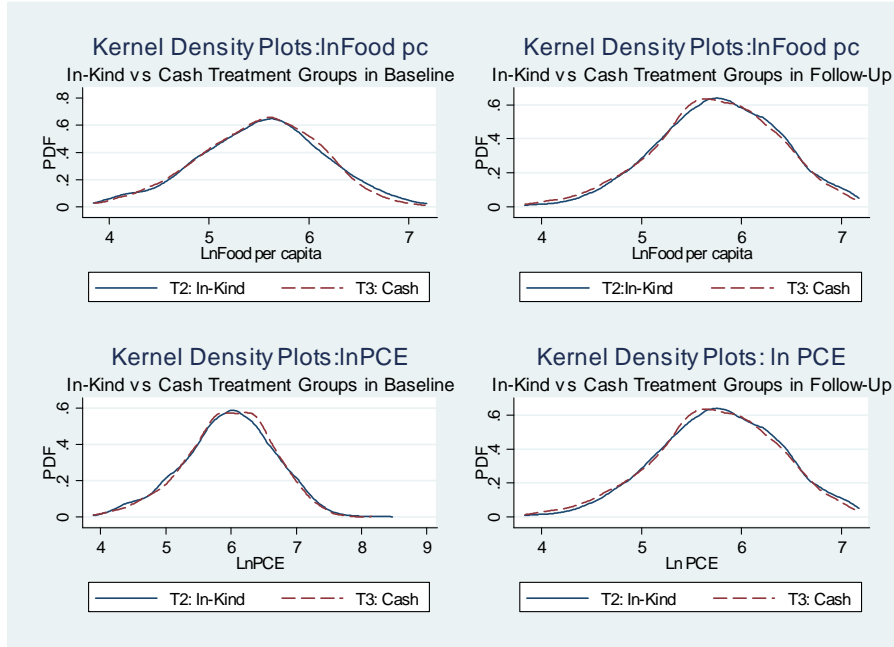 Kernel Density Plots:lnFood pc
In-Kind vs Cash Treatment Groups in Baseline
PDF
.8
.6
.4
.2
0
4 5 6 7
LnFood per capita
T2: In-Kind T3: Cash
Kernel Density Plots:lnFood pc
In-Kind vs Cash Treatment Groups in Follow-Up
PDF
.6
.4
.2
0
4 5 6 7
LnFood per capita
T2:In-Kind T3: Cash
Kernel Density Plots:lnPCE
In-Kind vs Cash Treatment Groups in Baseline
PDF
.6
.4
.2
0
4 5 6 7 8 9
LnPCE
T2: In-Kind T3: Cash
Kernel Density Plots: ln PCE
In-Kind vs Cash Treatment Groups in Follow-Up
PDF
.6
.4
.2
0
4 5 6 7
Ln PCE
T2: In-Kind T3: Cash